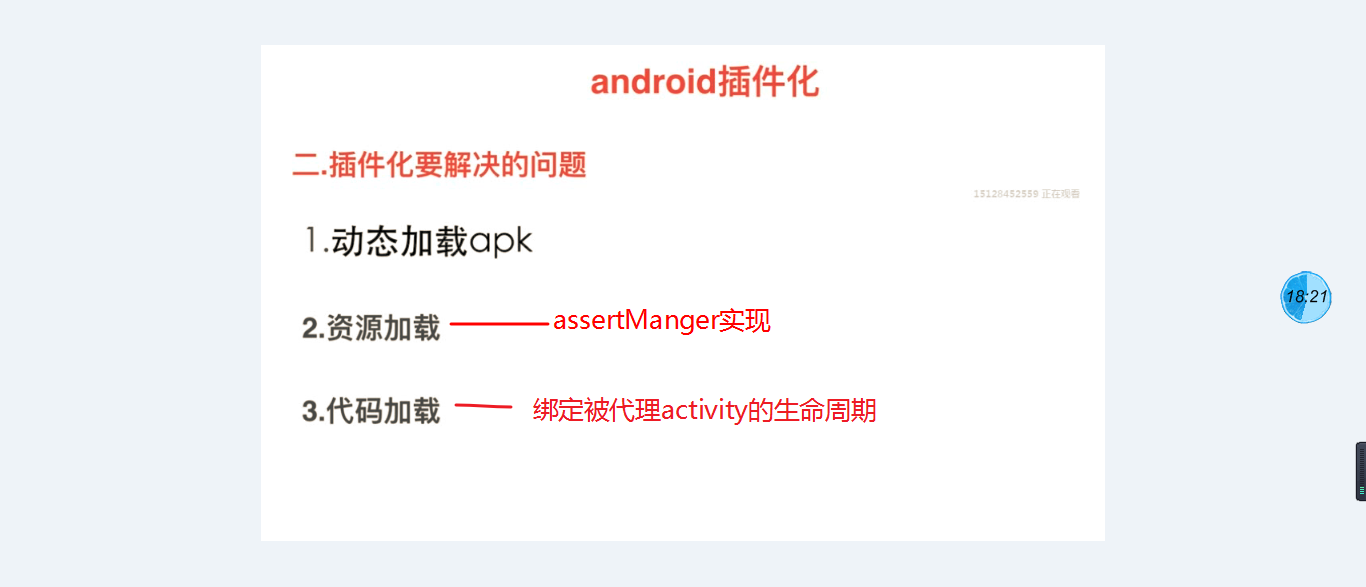 android插件化
二.插件化要解决的问题
15128452559 正在观看
1.动态加载apk
18:21
2.资源加载 assertManger实现
3.代码加载 绑定被代理activity的生命周期